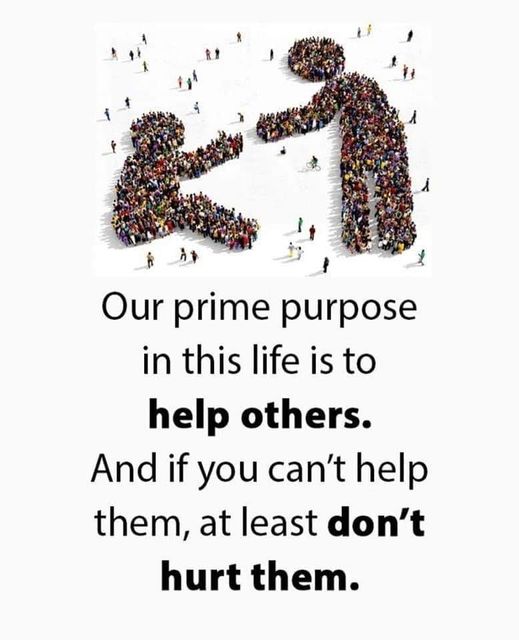 Our prime purpose
in this life is to
help others.
And if you can't help
them, at least don't
hurt them.